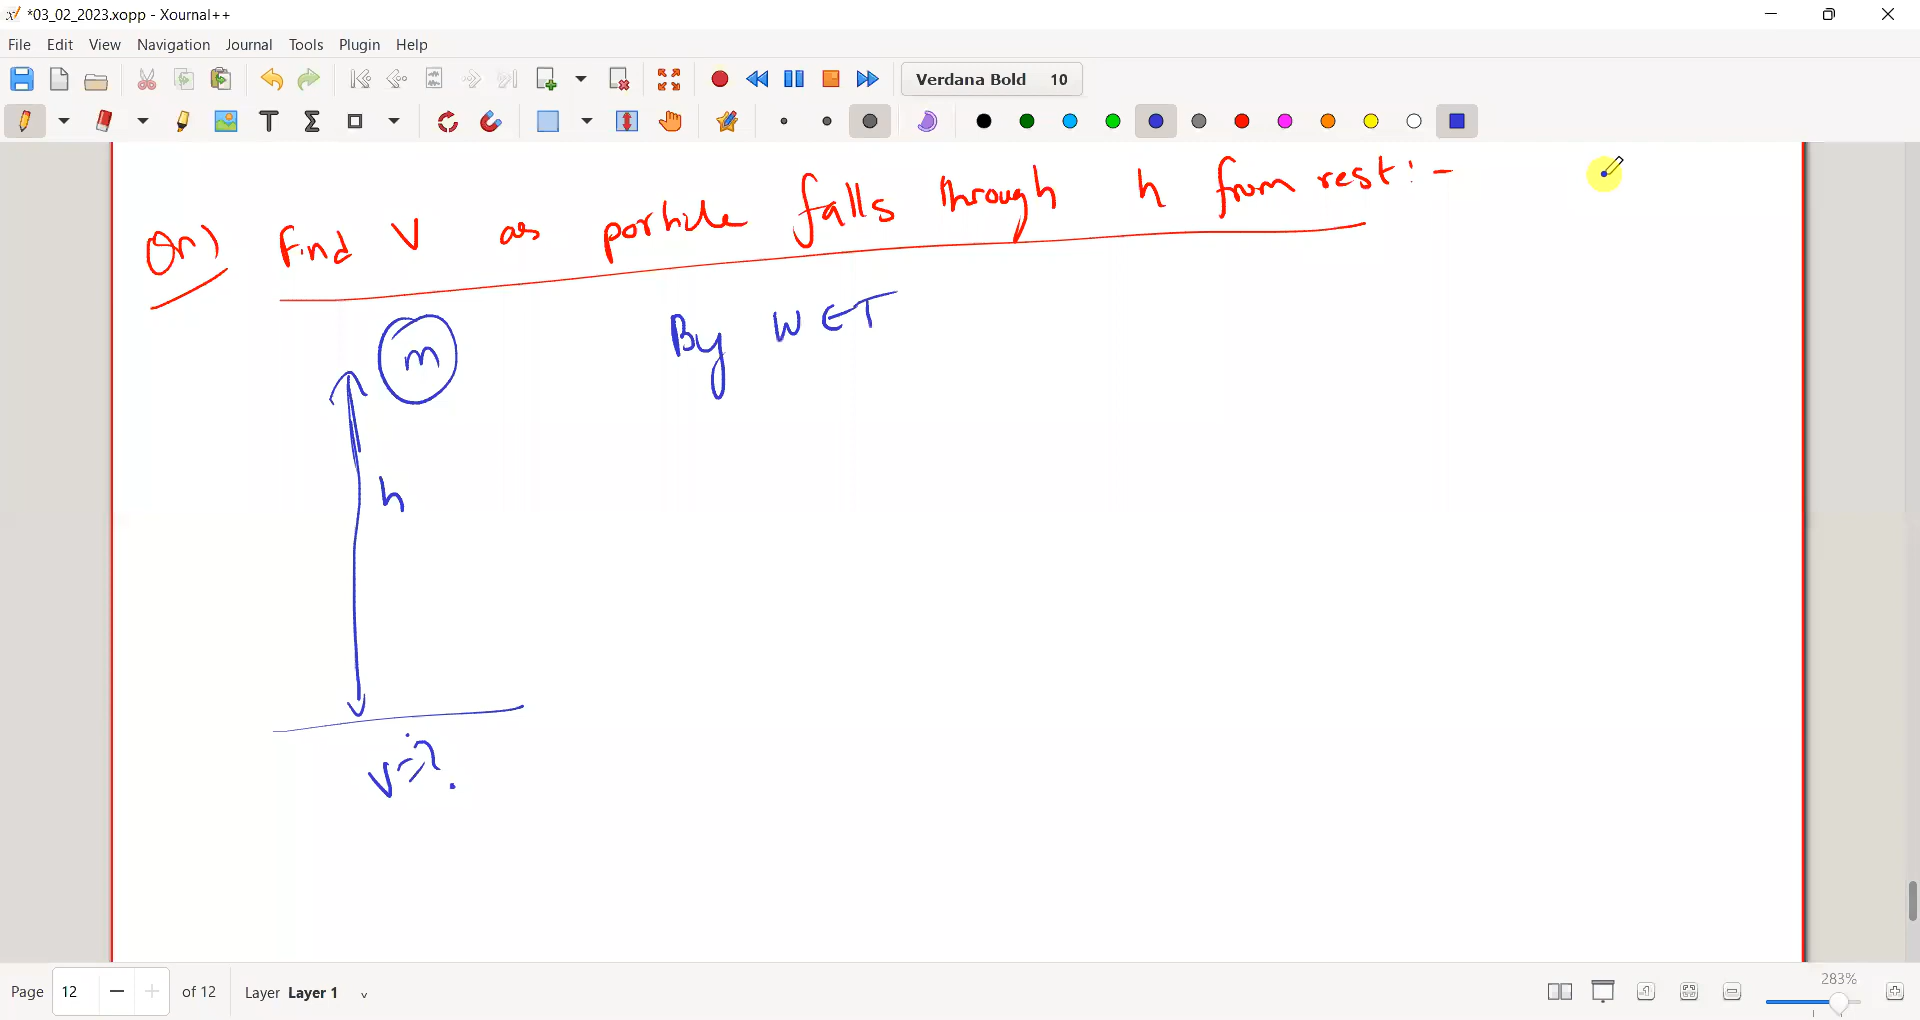 *03_02_2023.xopp - Xournal++
File Edit View Navigation Journal Tools Plugin Help
Verdana Bold 10
Qn) Find V as particle falls through h from rest :-
By WET
m
h
V=?
Page 12 of 12 Layer Layer 1
283%